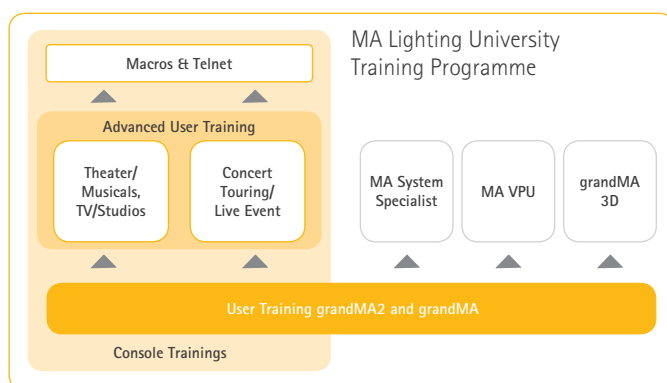 MA Lighting University
Training Programme
Macros & Telnet
Advanced User Training
Theater/
Musicals,
TV/Studios
Concert
Touring/
Live Event
MA System
Specialist
MA VPU
grandMA
3D
User Training grandMA2 and grandMA
Console Trainings